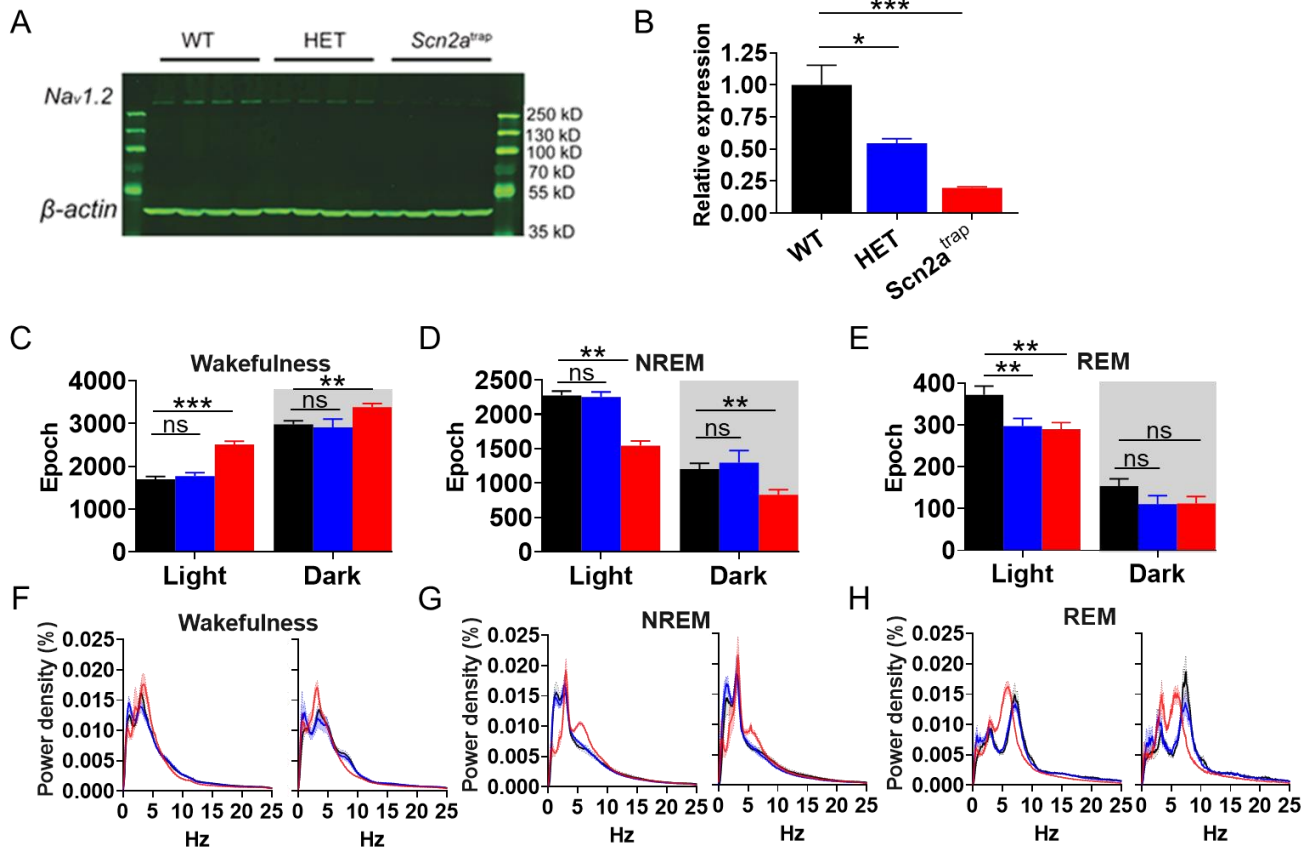 A
WT HET Scn2atrap
Nav1.2
250 kD
130 kD
100 kD
70 kD
55 kD
β-actin
35 kD
B
***
*
Relative expression
1.25
1.00
0.75
0.50
0.25
0.00
WT
HET
Scn2atrap
C
Wakefulness
Epoch
4000
3000
2000
1000
0
***
ns
**
ns
Light Dark
D
NREM
Epoch
2500
2000
1500
1000
500
0
**
ns
**
ns
Light Dark
E
REM
Epoch
400
300
200
100
0
**
**
ns
ns
Light Dark
F
Wakefulness
Power density (%)
0.025
0.020
0.015
0.010
0.005
0.000
0 5 10 15 20 25 0 5 10 15 20 25
Hz Hz
G
NREM
Power density (%)
0.025
0.020
0.015
0.010
0.005
0.000
0 5 10 15 20 25 0 5 10 15 20 25
Hz Hz
H
REM
Power density (%)
0.025
0.020
0.015
0.010
0.005
0.000
0 5 10 15 20 25 0 5 10 15 20 25
Hz Hz